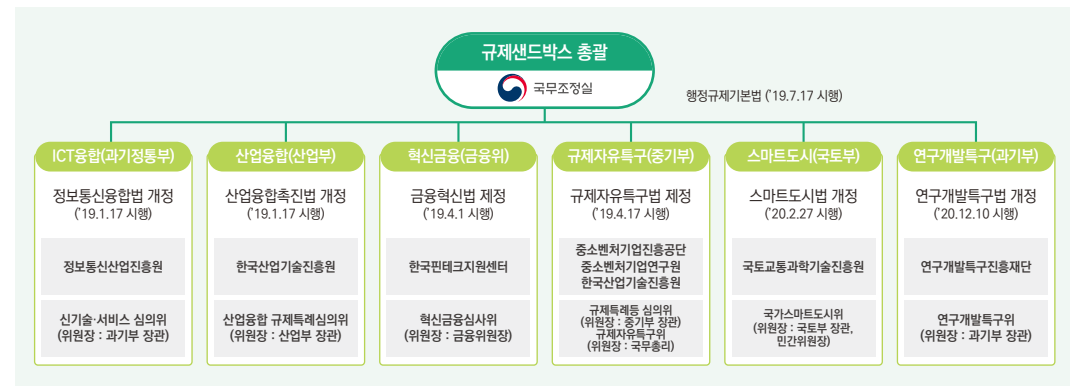 규제샌드박스 총괄
국무조정실
행정규제기본법 ('19.7.17 시행)
ICT융합(과기정통부)
정보통신융합법 개정
('19.1.17 시행)
정보통신산업진흥원
신기술·서비스 심의위
(위원장 : 과기부 장관)
산업융합(산업부)
산업융합촉진법 개정
('19.1.17 시행)
한국산업기술진흥원
산업융합 규제특례심의위
(위원장 : 산업부 장관)
혁신금융(금융위)
금융혁신법 제정
('19.4.1 시행)
한국핀테크지원센터
혁신금융심사위
(위원장 : 금융위원장)
규제자유특구(중기부)
규제자유특구법 제정
('19.4.17 시행)
중소벤처기업진흥공단
중소벤처기업연구원
한국산업기술진흥원
규제특례등 심의위
(위원장 : 중기부 장관)
규제자유특구위
(위원장 : 국무총리)
스마트도시(국토부)
스마트도시법 개정
('20.2.27 시행)
국토교통과학기술진흥원
국가스마트도시위
(위원장 : 국토부 장관,
민간위원장)
연구개발특구(과기부)
연구개발특구법 개정
('20.12.10 시행)
연구개발특구진흥재단
연구개발특구위
(위원장 : 과기부 장관)